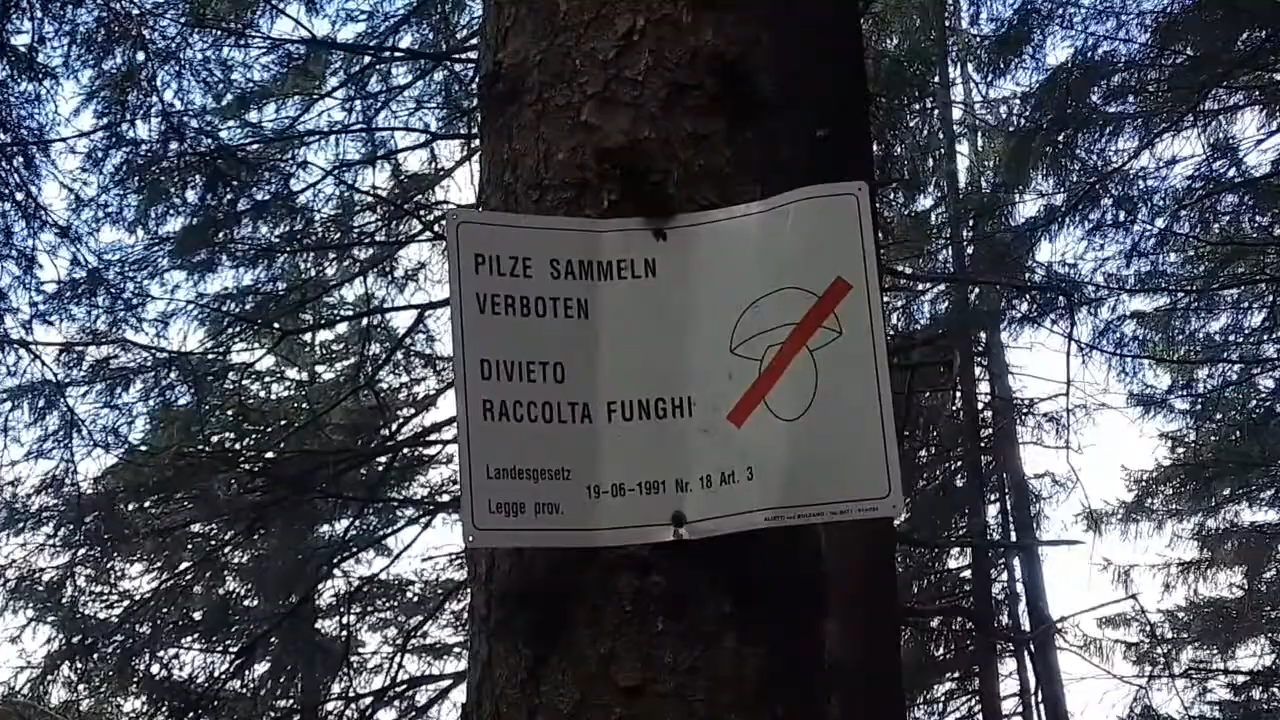 PILZE SAMMELN
VERBOTEN
DIVIETO
RACCOLTA FUNGHI
Landesgesetz
19-06-1991 Nr. 18 Art. 3
Legge prov.